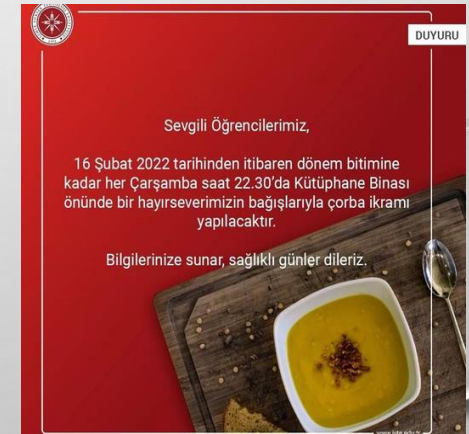 DUYURU
Sevgili Öğrencilerimiz,
16 Şubat 2022 tarihinden itibaren dönem bitimine
kadar her Çarşamba saat 22.30'da Kütüphane Binası
önünde bir hayırseverimizin bağışlarıyla çorba ikramı
yapılacaktır.
Bilgilerinize sunar, sağlıklı günler dileriz.